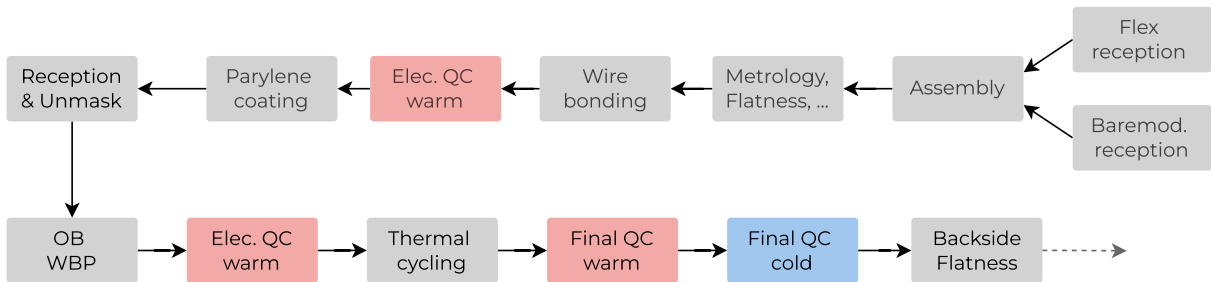 Flex
reception
Reception
& Unmask
Parylene
coating
Elec. QC
warm
Wire
bonding
Metrology,
Flatness, ...
Assembly
Baremod.
reception
OB
WBP
Elec. QC
warm
Thermal
cycling
Final QC
warm
Final QC
cold
Backside
Flatness